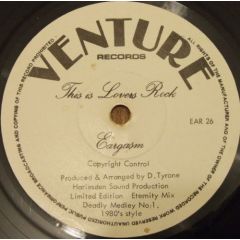 VENTURE
RECORDS
This is Lovers Rock
EAR 26
Eargasm
Copyright Control
Produced & Arranged by D. Tyrone
Harlesden Sound Production
Limited Edition Eternity Mix
Deadly Medley No.1,
1980's style
ALL RIGHTS OF THE MANUFACTURER AND OF THE OWNER OF THE RECORDED WORK RESERVED UNAUTHORISED PUBLIC PERFORMANCE BROADCASTING AND COPYING OF THIS RECORD PROHIBITED